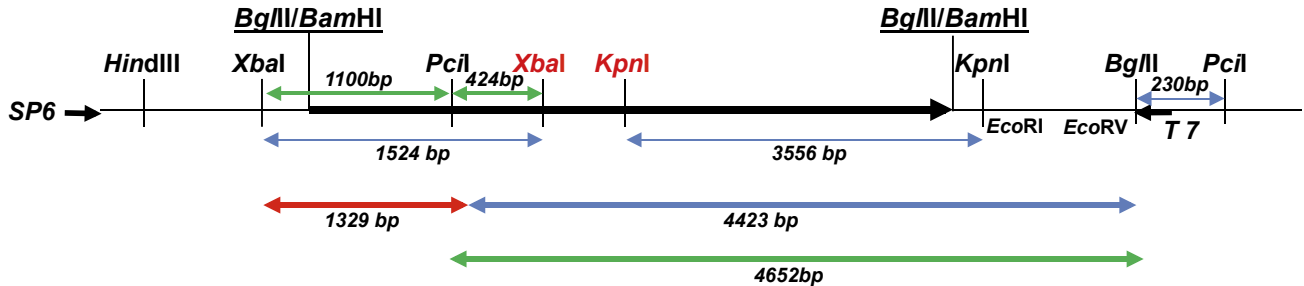 BglII/BamHI BglII/BamHI
HindIII XbaI PciI XbaI KpnI KpnI BglII PciI
1100bp 424bp 230bp
SP6
EcoRI EcoRV T 7
1524 bp 3556 bp
1329 bp 4423 bp
4652bp